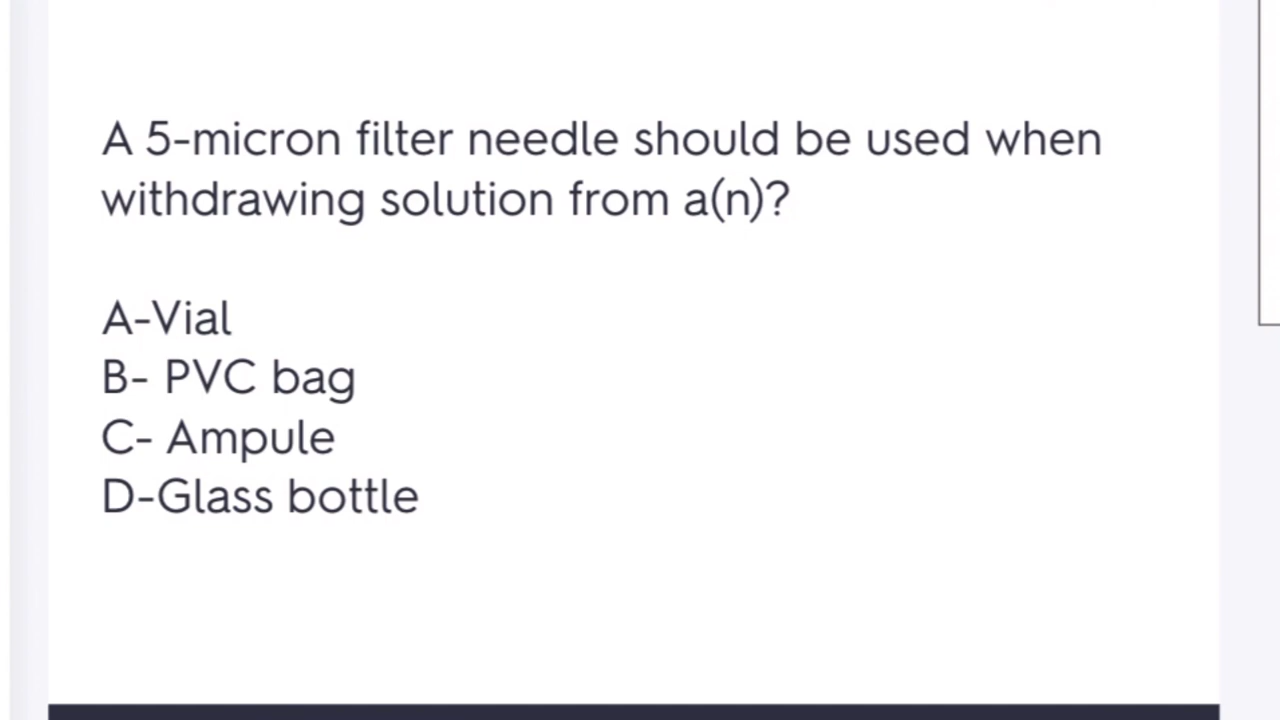 A 5-micron filter needle should be used when
withdrawing solution from a(n)?
A-Vial
B- PVC bag
C- Ampule
D-Glass bottle